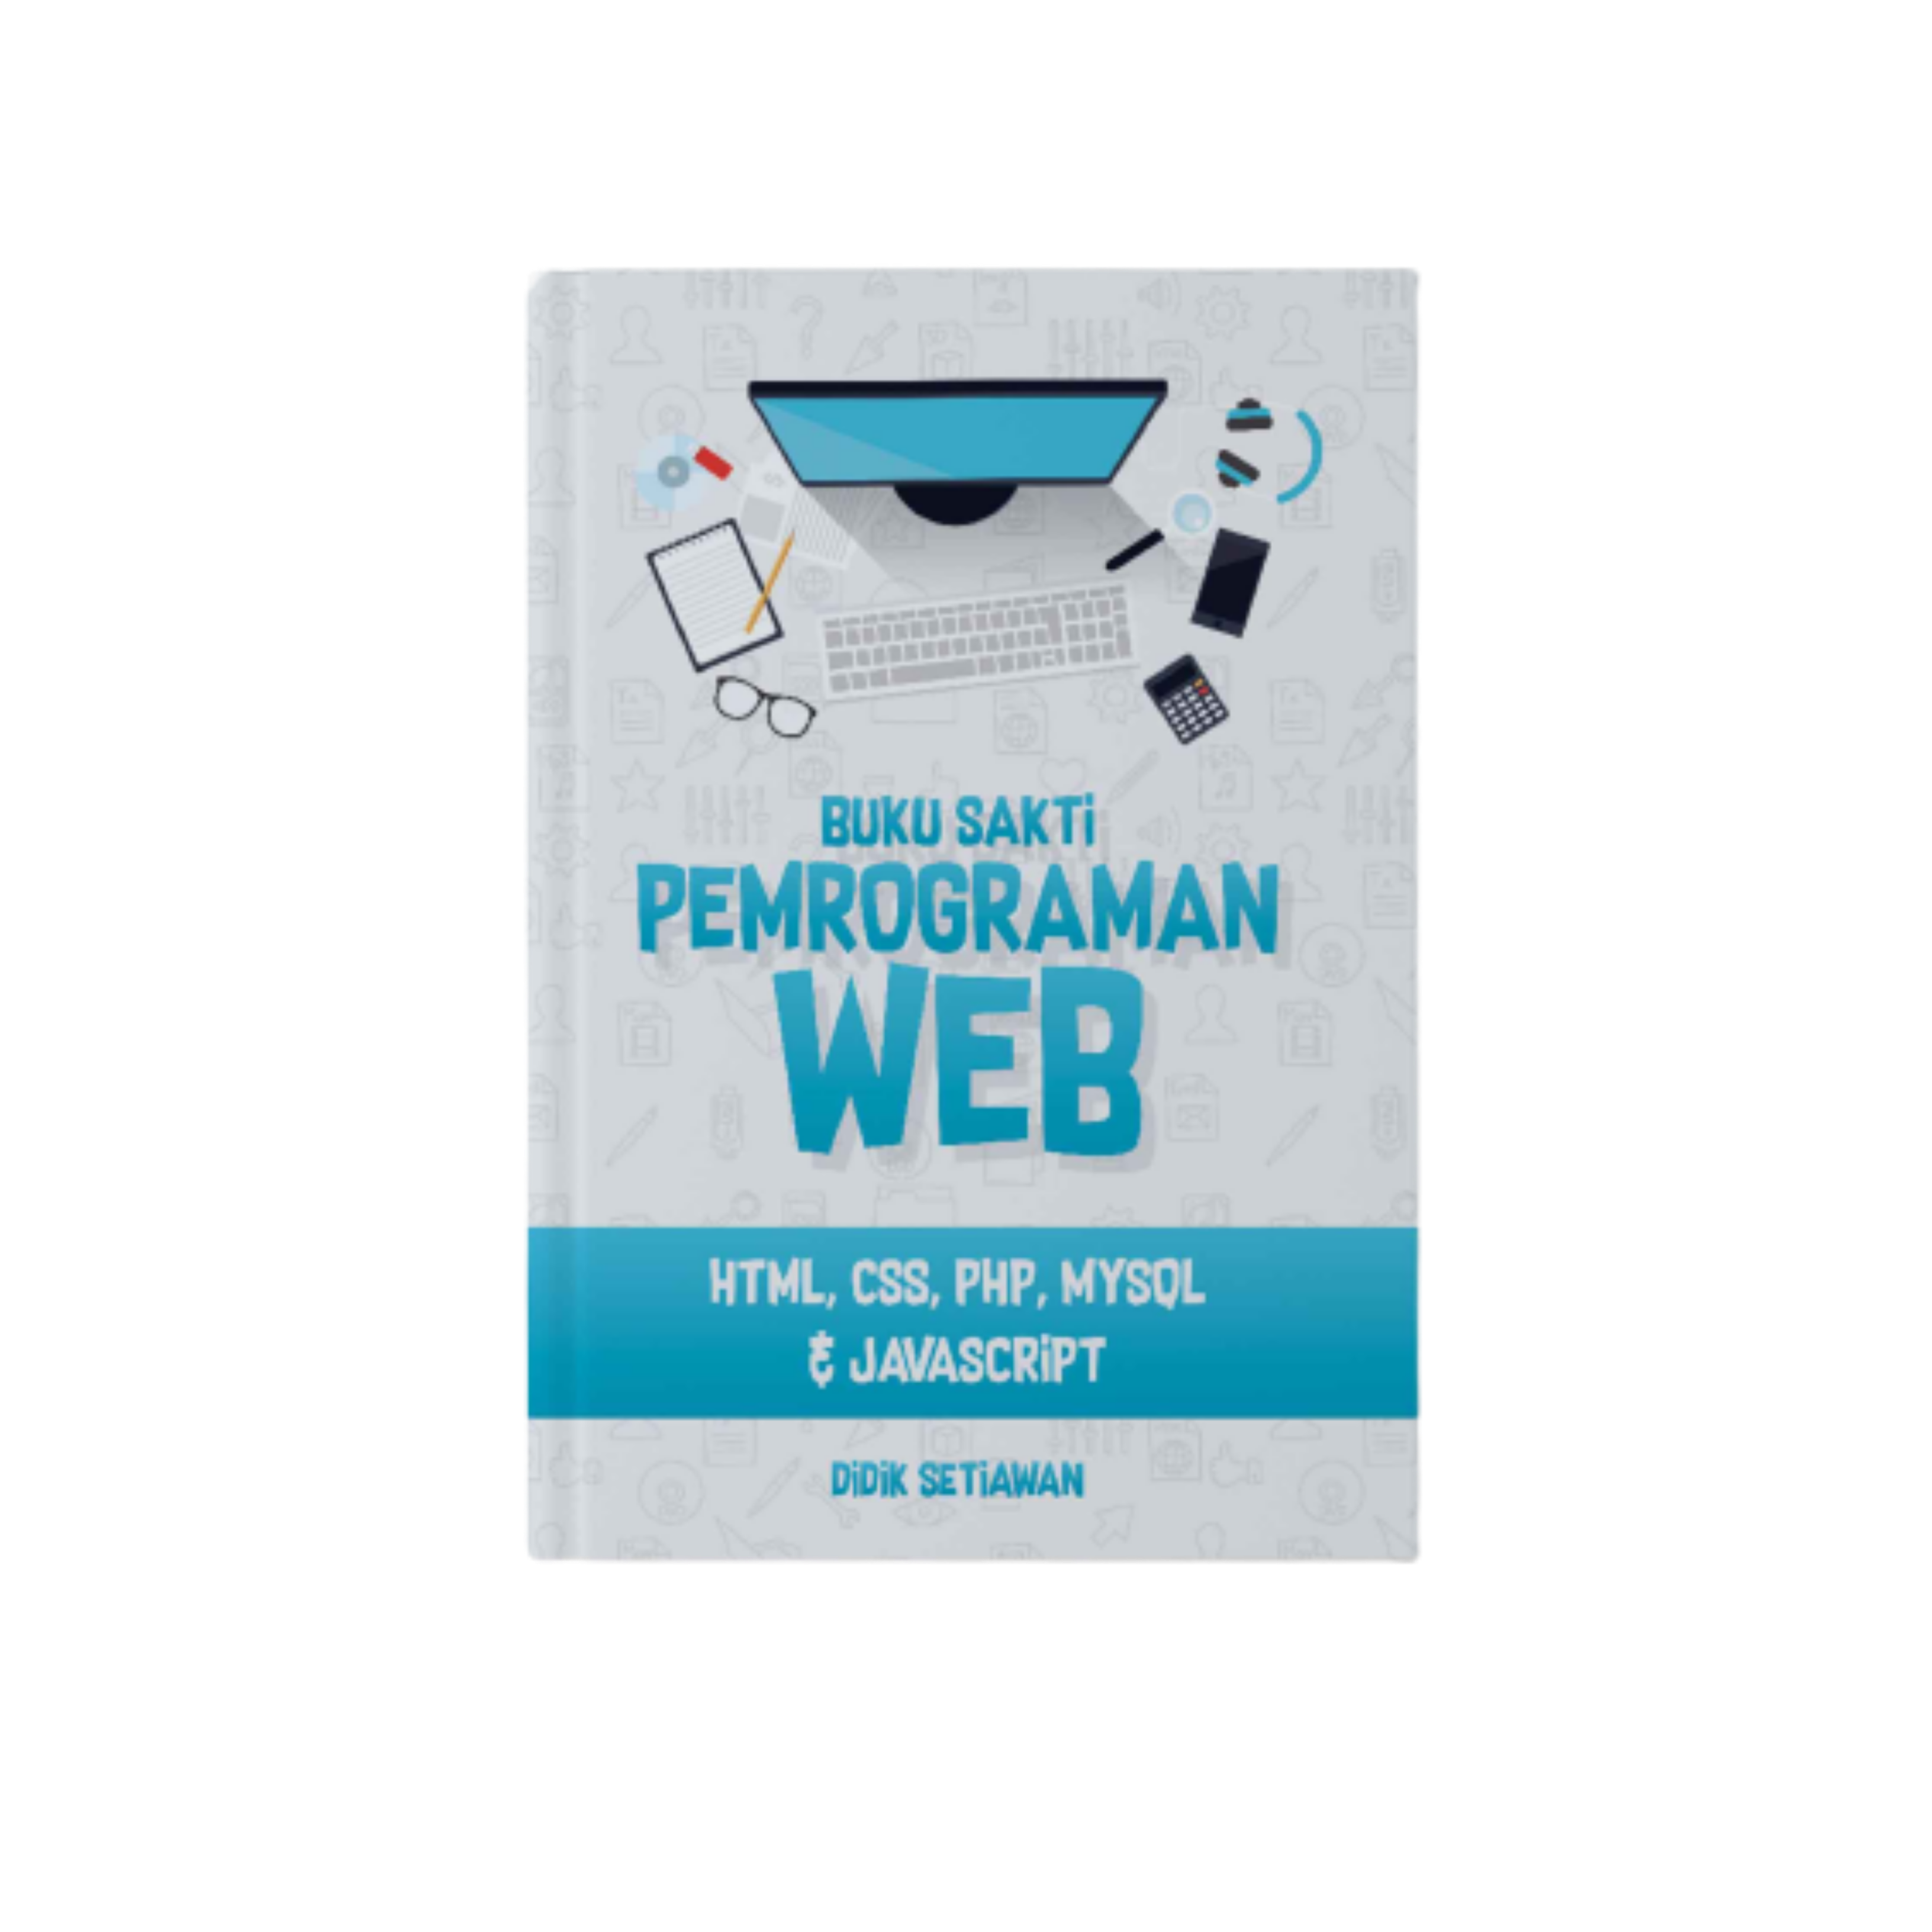 BUKU SAKTI
PEMROGRAMAN
WEB
HTML, CSS, PHP, MYSQL
& JAVASCRIPT
DIDIK SETIAWAN